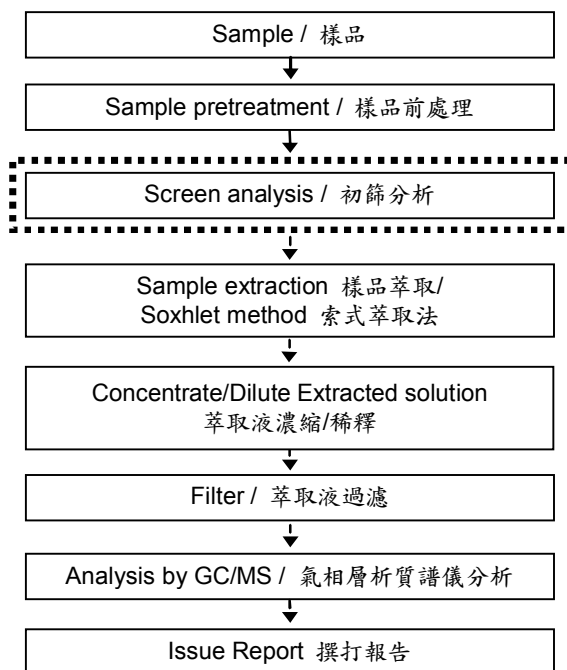 Sample / 樣品
Sample pretreatment / 樣品前處理
Screen analysis / 初篩分析
Sample extraction 樣品萃取/
Soxhlet method 索式萃取法
Concentrate/Dilute Extracted solution
萃取液濃縮/稀釋
Filter / 萃取液過濾
Analysis by GC/MS / 氣相層析質譜儀分析
Issue Report 撰打報告